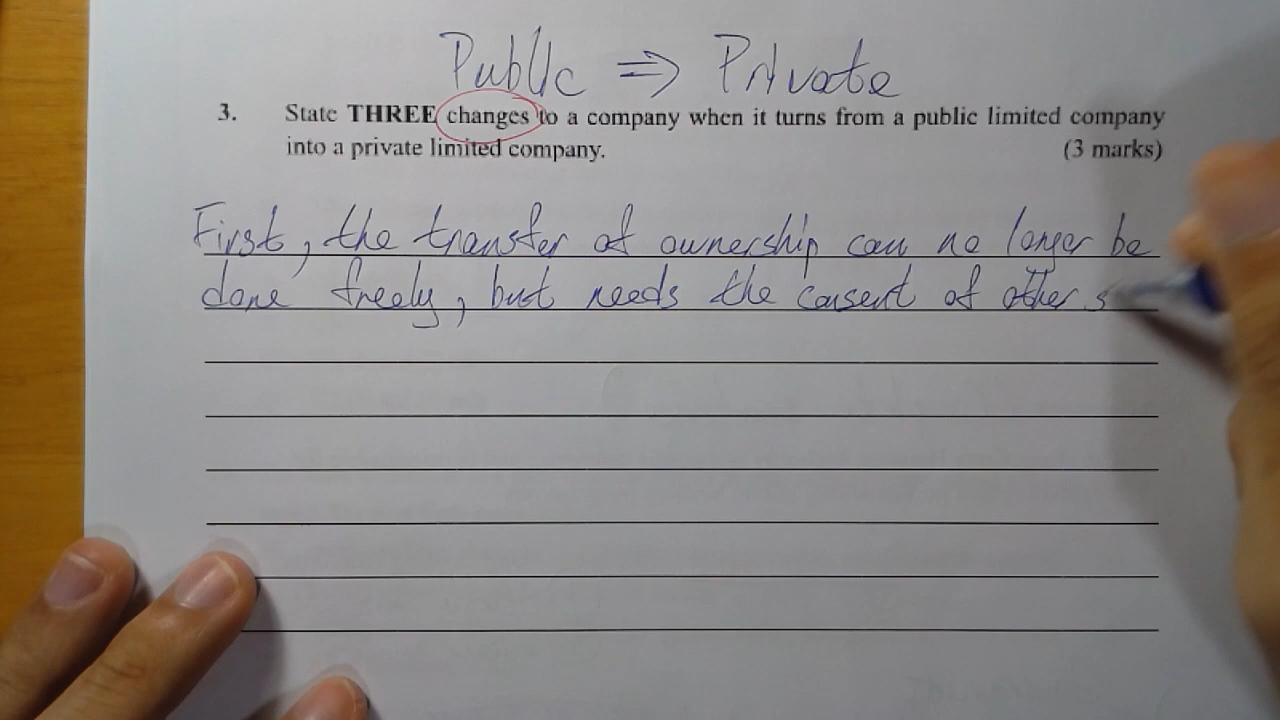 Public ⇒ Private
3. State THREE changes to a company when it turns from a public limited company
into a private limited company. (3 marks)
First, the transfer of ownership can no longer be
done freely, but needs the consent of others